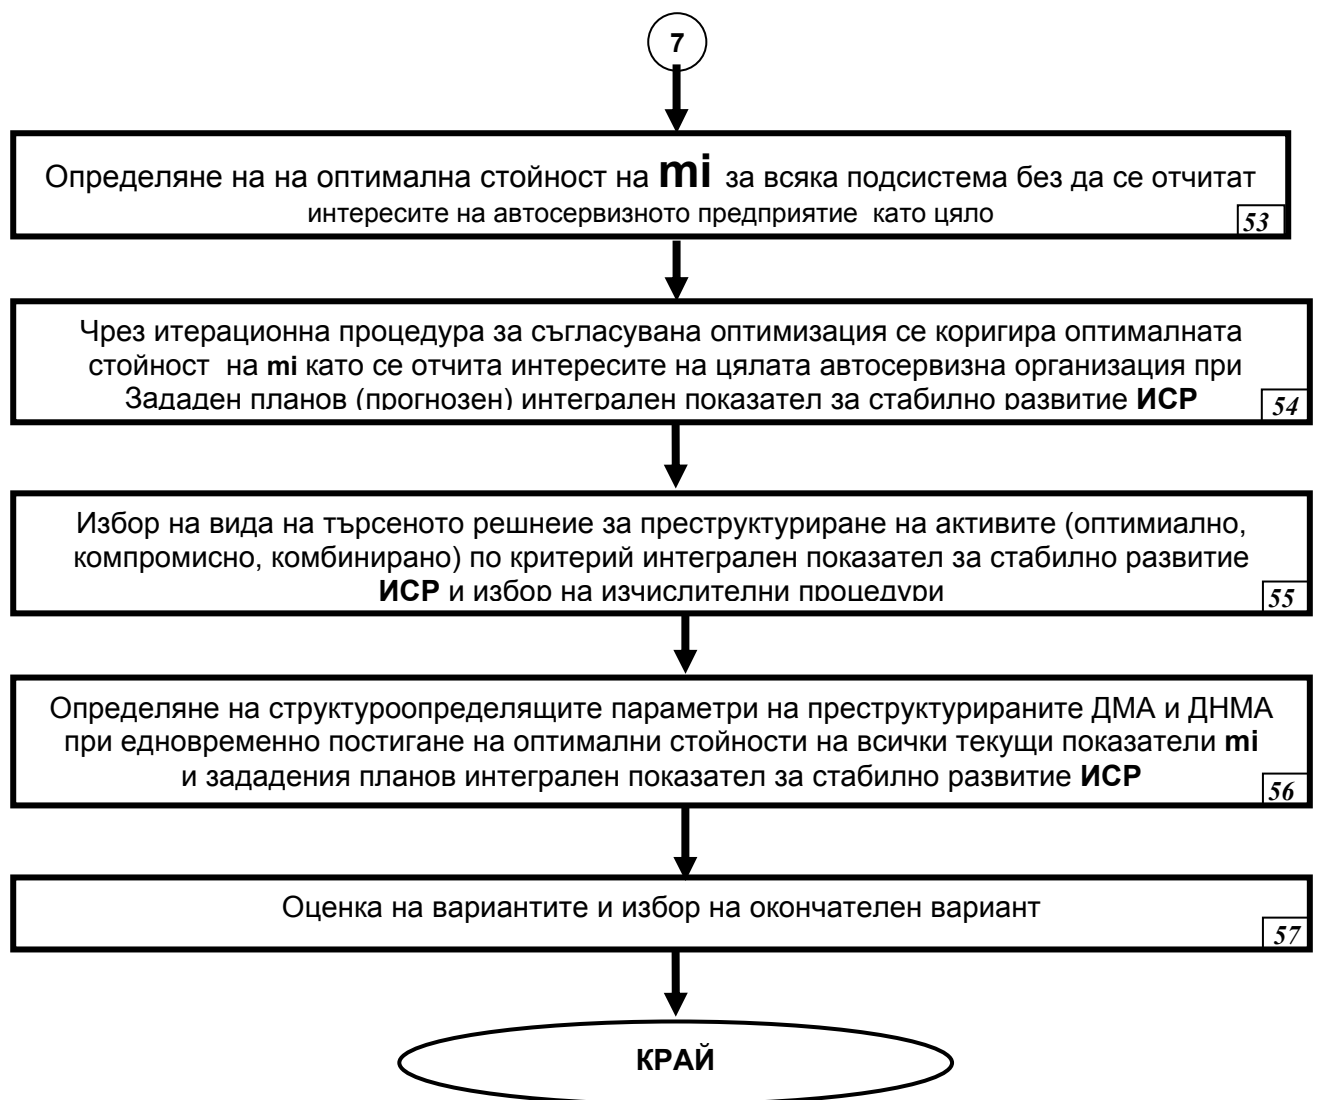 7
Определяне на на оптимална стойност на mi за всяка подсистема без да се отчитат
интересите на автосервизното предприятие като цяло
53
Чрез итерационна процедура за съгласувана оптимизация се коригира оптималната
стойност на mi като се отчита интересите на цялата автосервизна организация при
Зададен планов (прогнозен) интегрален показател за стабилно развитие ИСР
54
Избор на вида на търсеното решнеие за преструктуриране на активите (оптимиално,
компромисно, комбинирано) по критерий интегрален показател за стабилно развитие
ИСР и избор на изчислителни процедури
55
Определяне на структуроопределящите параметри на преструктурираните ДМА и ДНМА
при едновременно постигане на оптимални стойности на всички текущи показатели mi
и зададения планов интегрален показател за стабилно развитие ИСР
56
Оценка на вариантите и избор на окончателен вариант
57
КРАЙ